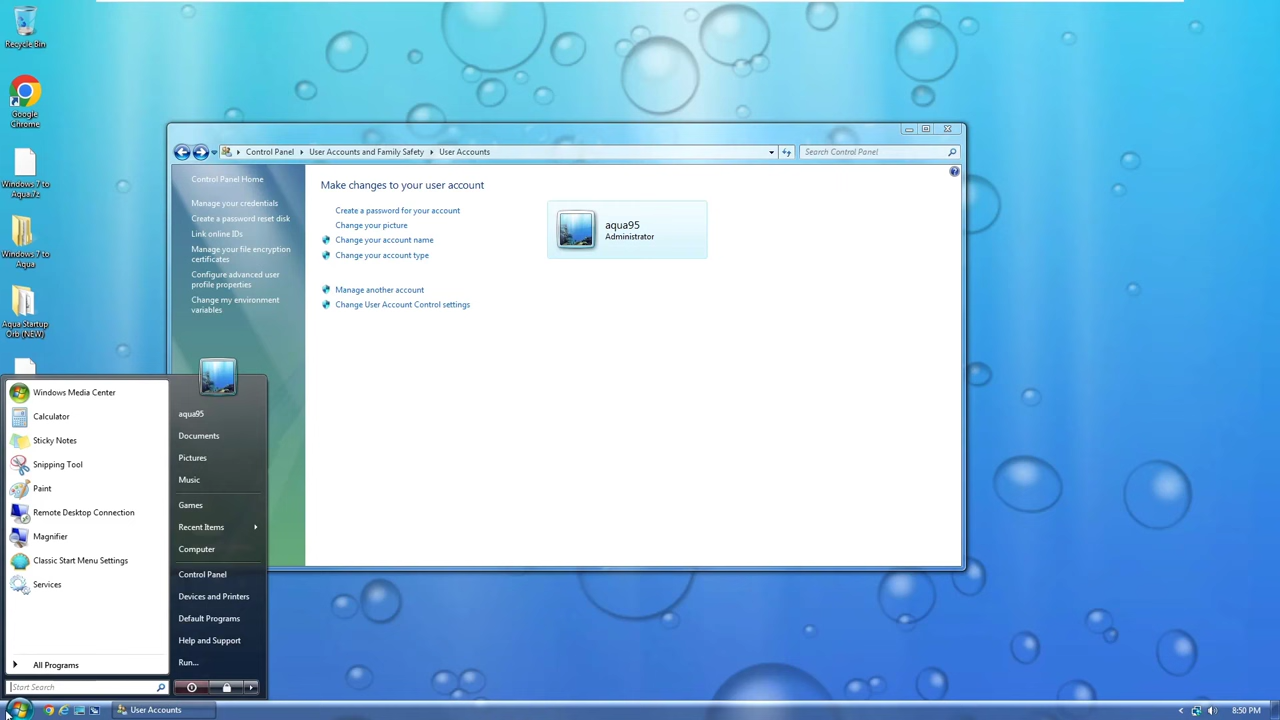 Recycle Bin
Google
Chrome
Windows 7 to
Aqua.7z
Windows 7 to
Aqua
Aqua Startup
Orb (NEW)
Control Panel
User Accounts and Family Safety
User Accounts
Search Control Panel
Control Panel Home
Manage your credentials
Create a password reset disk
Link online IDs
Manage your file encryption
certificates
Configure advanced user
profile properties
Change my environment
variables
Make changes to your user account
Create a password for your account
Change your picture
Change your account name
Change your account type
Manage another account
Change User Account Control settings
aqua95
Administrator
Windows Media Center
Calculator
Sticky Notes
Snipping Tool
Paint
Remote Desktop Connection
Magnifier
Classic Start Menu Settings
Services
All Programs
Start Search
aqua95
Documents
Pictures
Music
Games
Recent Items
Computer
Control Panel
Devices and Printers
Default Programs
Help and Support
Run...
User Accounts
8:50 PM